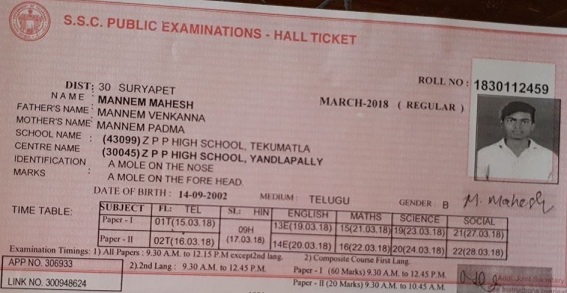 S.S.C. PUBLIC EXAMINATIONS - HALL TICKET
ROLL NO : 1830112459
DIST: 30 SURYAPET
MARCH-2018 ( REGULAR )
NAME : MANNEM MAHESH
FATHER'S NAME : MANNEM VENKANNA
MOTHER'S NAME : MANNEM PADMA
SCHOOL NAME : (43099) Z P P HIGH SCHOOL, TEKUMATLA
CENTRE NAME : (30045) Z P P HIGH SCHOOL, YANDLAPALLY
IDENTIFICATION A MOLE ON THE NOSE
MARKS A MOLE ON THE FORE HEAD
DATE OF BIRTH : 14-09-2002 MEDIUM: TELUGU GENDER : B M. Mahesh
TIME TABLE: SUBJECT FL: TEL SL: HIN ENGLISH MATHS SCIENCE SOCIAL
Paper - I 01T(15.03.18) 09H (17.03.18) 13E(19.03.18) 15(21.03.18) 19(23.03.18) 21(27.03.18)
Paper - II 02T(16.03.18) 14E(20.03.18) 16(22.03.18) 20(24.03.18) 22(28.03.18)
Examination Timings: 1) All Papers : 9.30 A.M. to 12.15 P.M except2nd lang. 2) Composite Course First Lang.
APP NO. 306933 2) 2nd Lang : 9.30 A.M. to 12.45 P.M. Paper - I (60 Marks) 9.30 A.M. to 12.45 P.M.
LINK NO. 300948624 Paper - II (20 Marks) 9.30 A.M. to 10.45 A.M.